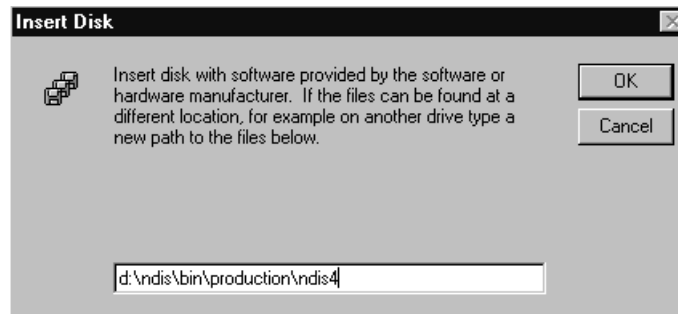 Insert Disk
Insert disk with software provided by the software or
hardware manufacturer. If the files can be found at a
different location, for example on another drive type a
new path to the files below.
OK
Cancel
d:\ndis\bin\production\ndis4